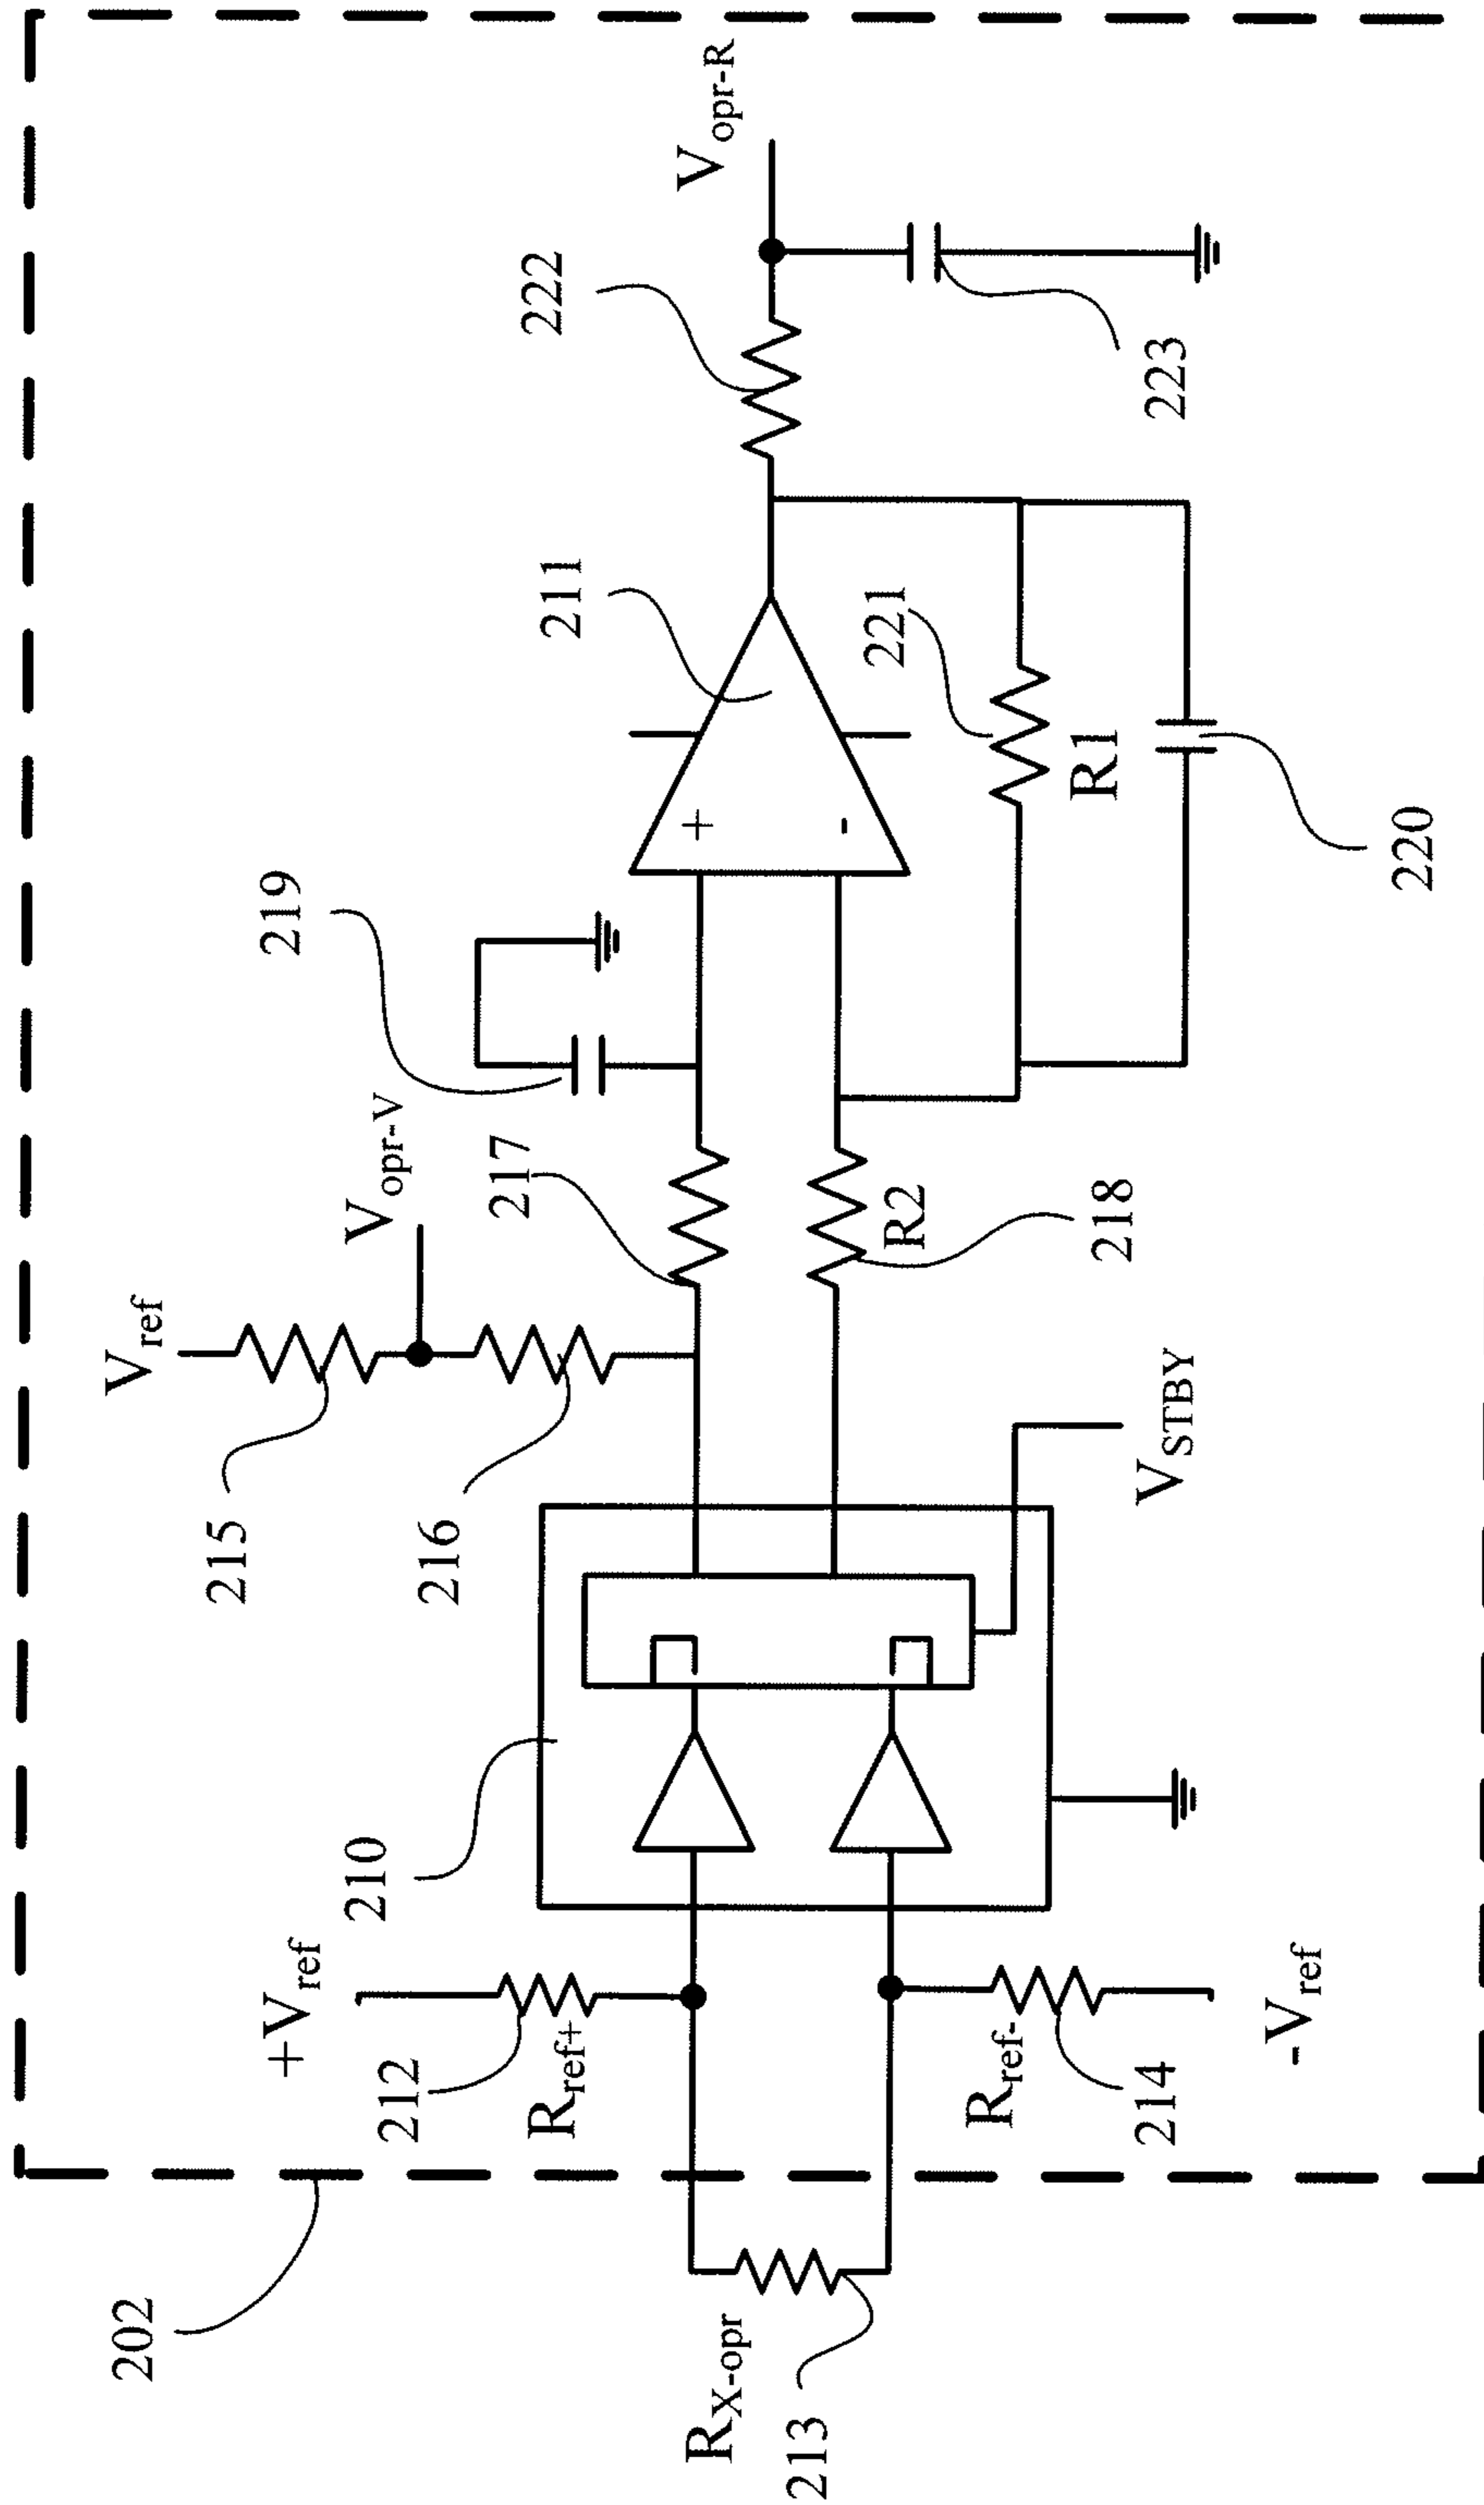 202
R_X-opr
213
+V_ref
212
R_ref+
R_ref-
214
-V_ref
210
215
216
V_ref
V_opr-V
217
R2
218
V_STBY
219
+
-
211
221
R1
220
222
V_opr-R
223